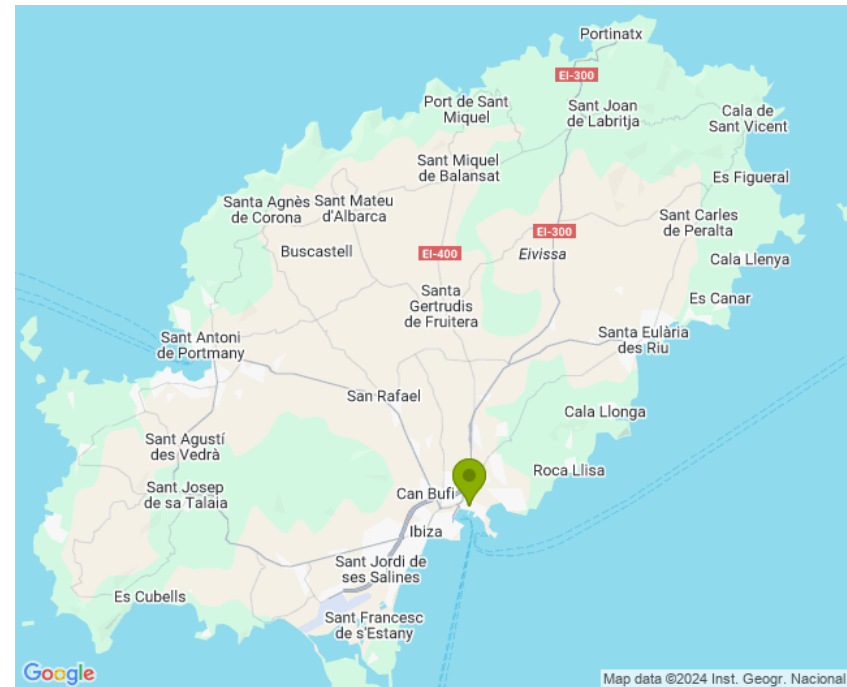 Portinatx
EI-300
Port de Sant
Miquel
Sant Joan
de Labritja
Cala de
Sant Vicent
Sant Miquel
de Balansat
Es Figueral
Santa Agnès
de Corona
Sant Mateu
d'Albarca
Sant Carles
de Peralta
EI-300
Buscastell
EI-400
Eivissa
Cala Llenya
Santa
Gertrudis
de Fruitera
Es Canar
Sant Antoni
de Portmany
Santa Eulària
des Riu
San Rafael
Cala Llonga
Sant Agustí
des Vedrà
Roca Llisa
Sant Josep
de sa Talaia
Can Bufi
Ibiza
Sant Jordi de
ses Salines
Es Cubells
Sant Francesc
de s'Estany
Google
Map data ©2024 Inst. Geogr. Nacional